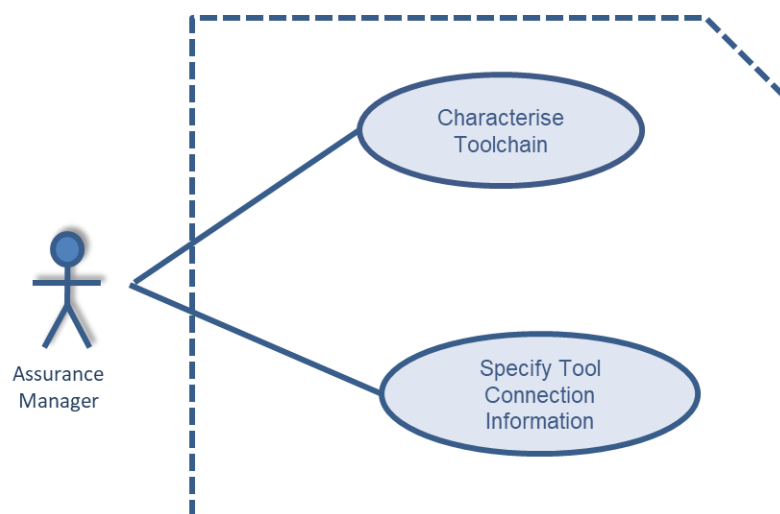 Characterise
Toolchain
Assurance
Manager
Specify Tool
Connection
Information